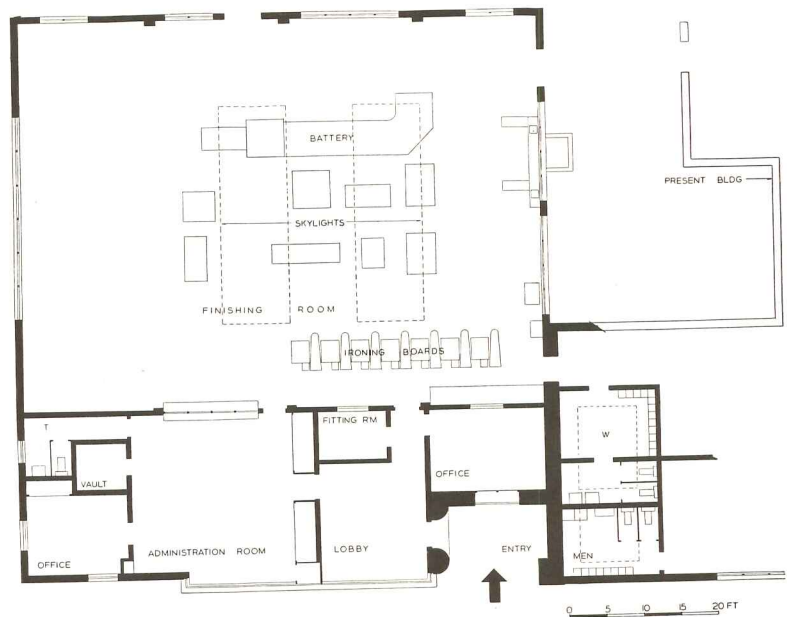 BATTERY
PRESENT BLDG
SKYLIGHTS
FINISHING ROOM
IRONING BOARDS
T
FITTING RM
W
VAULT
OFFICE
OFFICE
ADMINISTRATION ROOM
LOBBY
ENTRY
MEN
0 5 10 15 20 FT